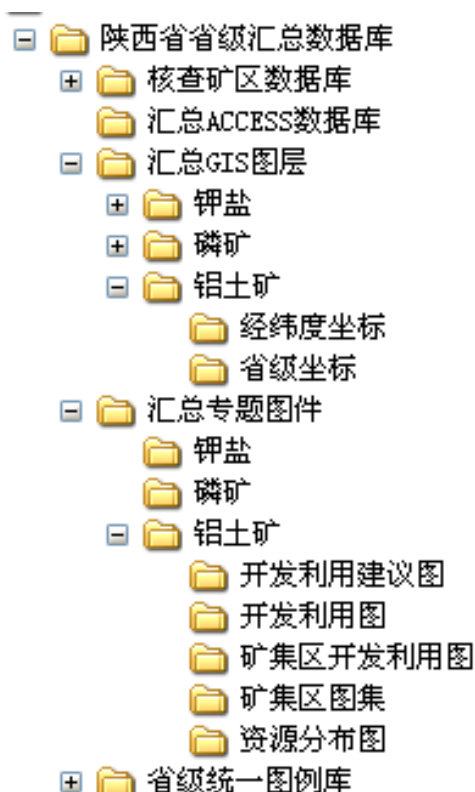 陕西省省级汇总数据库
核查矿区数据库
汇总ACCESS数据库
汇总GIS图层
钾盐
磷矿
铝土矿
经纬度坐标
省级坐标
汇总专题图件
钾盐
磷矿
铝土矿
开发利用建议图
开发利用图
矿集区开发利用图
矿集区图集
资源分布图
省级统一图例库